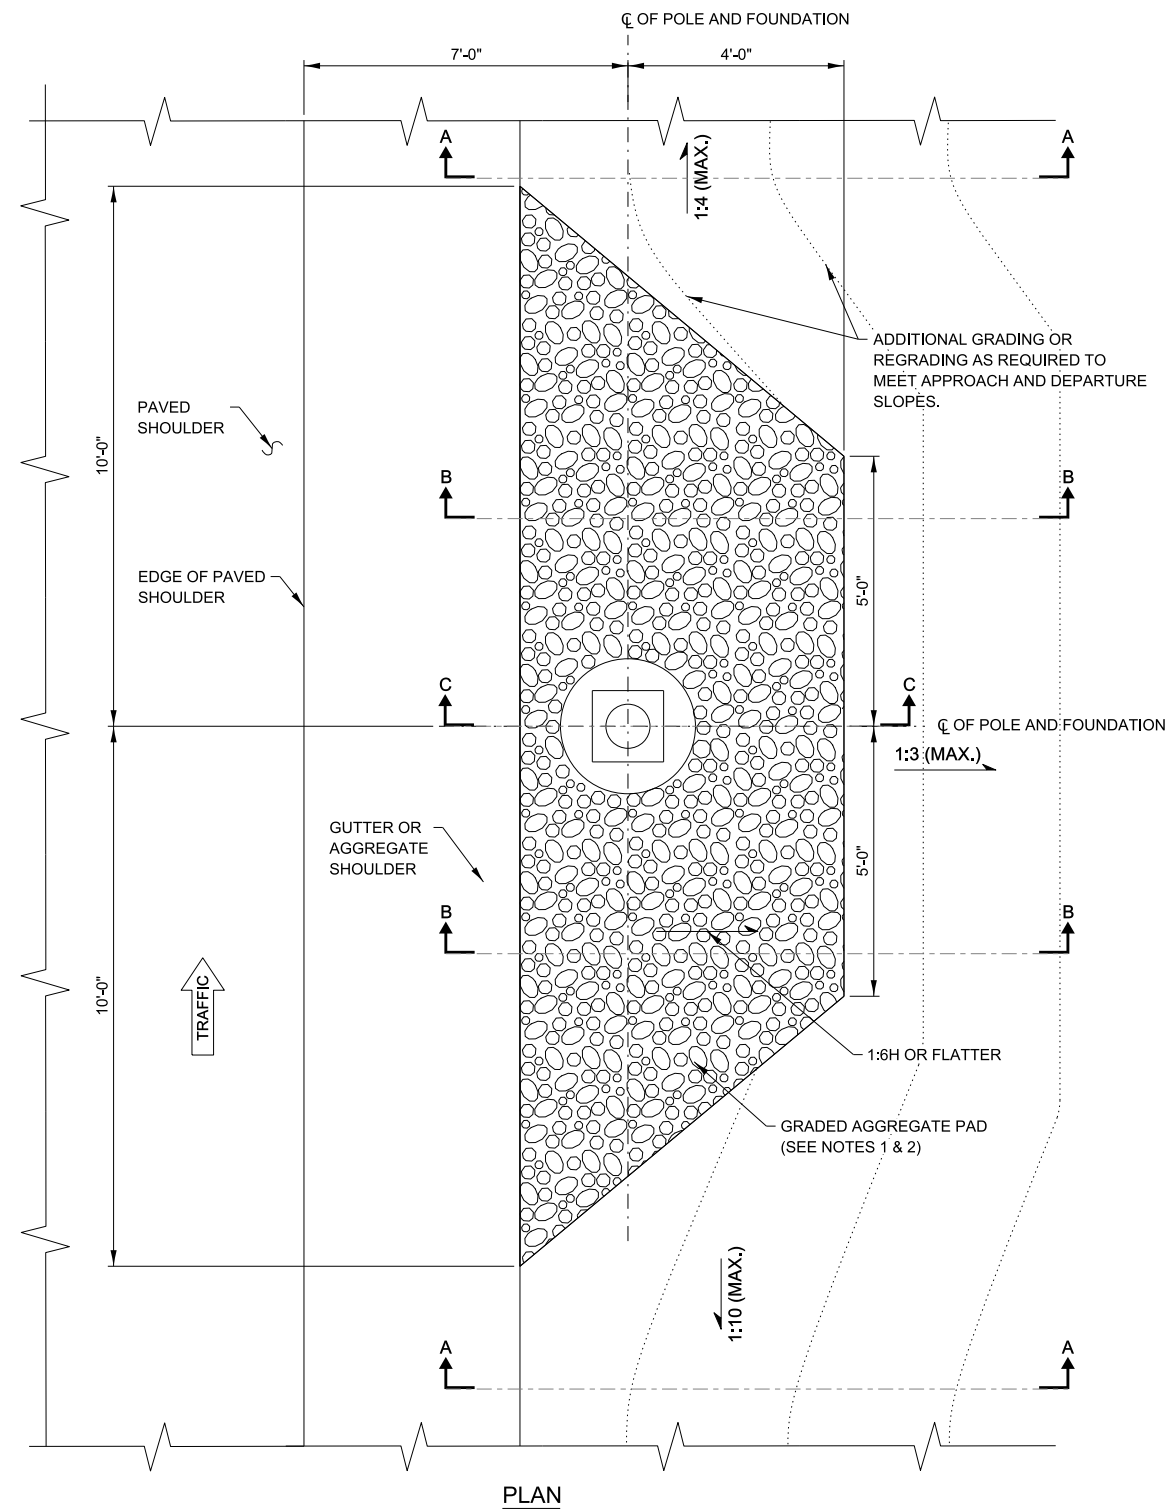 ℄ OF POLE AND FOUNDATION
7'-0"
4'-0"
A
A
1:4 (MAX.)
10'-0"
ADDITIONAL GRADING OR
REGRADING AS REQUIRED TO
MEET APPROACH AND DEPARTURE
SLOPES.
PAVED
SHOULDER
B
B
EDGE OF PAVED
SHOULDER
5'-0"
C
C
℄ OF POLE AND FOUNDATION
1:3 (MAX.)
GUTTER OR
AGGREGATE
SHOULDER
5'-0"
B
B
10'-0"
TRAFFIC
1:6H OR FLATTER
GRADED AGGREGATE PAD
(SEE NOTES 1 & 2)
1:10 (MAX.)
A
A
PLAN